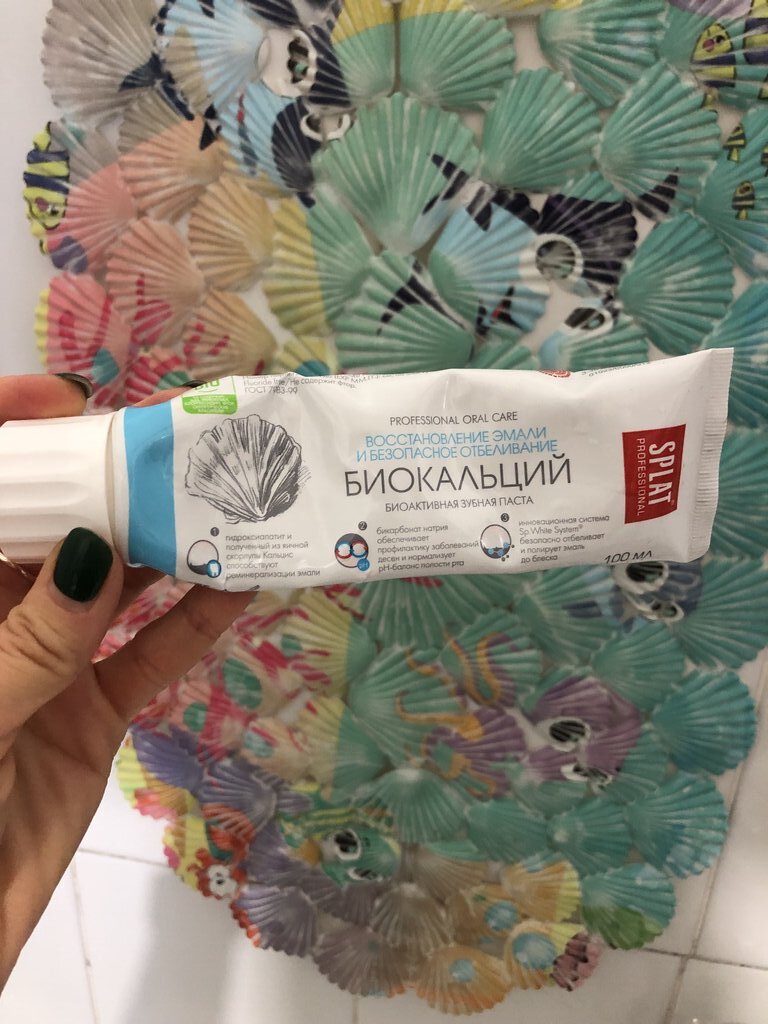 Fluoride free/Не содержит фтор.
ГОСТ 7983-99
PROFESSIONAL ORAL CARE
ВОССТАНОВЛЕНИЕ ЭМАЛИ
И БЕЗОПАСНОЕ ОТБЕЛИВАНИЕ
БИОКАЛЬЦИЙ
БИОАКТИВНАЯ ЗУБНАЯ ПАСТА
1
гидроксиапатит и
полученный из яичной
скорлупы Кальцис
способствуют
реминерализации эмали
2
бикарбонат натрия
обеспечивает
профилактику заболеваний
десен и нормализует
pH-баланс полости рта
3
инновационная система
Sp.White System®
безопасно отбеливает
и полирует эмаль
до блеска
100 МЛ
SPLAT
PROFESSIONAL